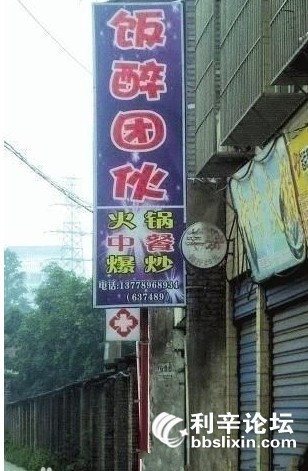 饭醉团伙
火锅
中餐
爆炒
电话:13778968934
(637489)
利辛论坛
bbslixin.com